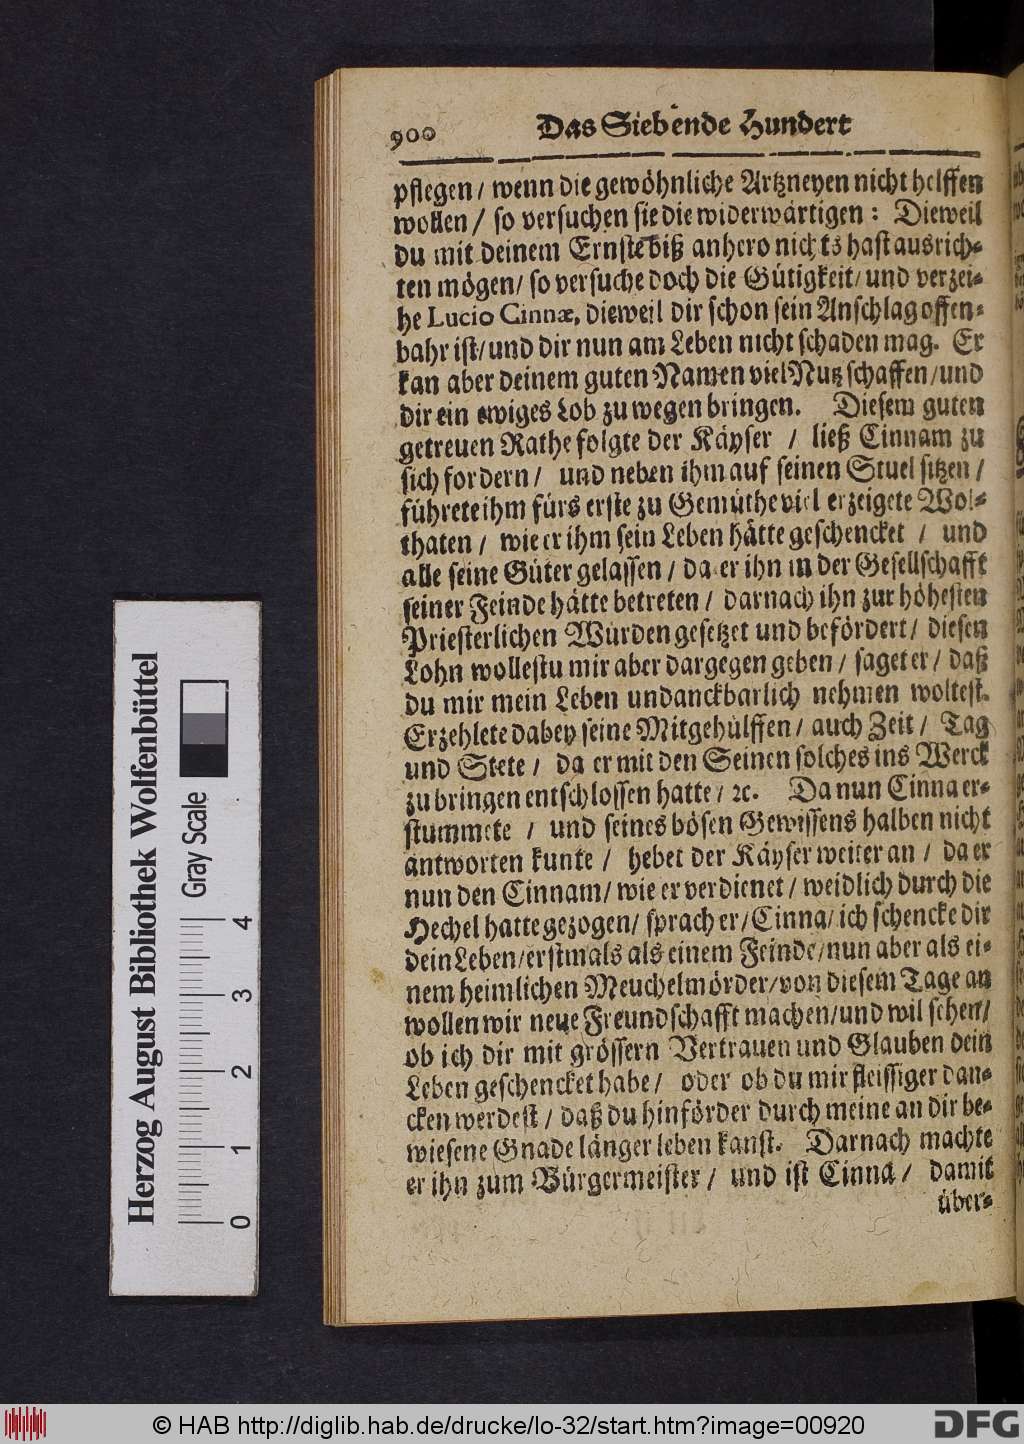 900 Das Siebende Hundert
pflegen / wenn die gewöhnliche Artzneyen nicht helffen
wollen / so versuchen sie die widerwärtigen: Dieweil
du mit deinem Ernste biß anhero nichts hast ausrich-
ten mögen / so versuche doch die Gütigkeit / und verzei-
he Lucio Cinnæ, dieweil dir schon sein Anschlag offen-
bahr ist / und dir nun am Leben nicht schaden mag. Er
kan aber deinem guten Namen viel Nutz schaffen / und
dir ein ewiges Lob zu wegen bringen. Diesem guten
getreuen Rathe folgte der Käyser / ließ Cinnam zu
sich fordern / und neben ihm auf seinen Stuel sitzen /
führete ihm fürs erste zu Gemüthe viel erzeigete Wol-
thaten / wie er ihm sein Leben hätte geschencket / und
alle seine Güter gelassen / da er ihn in der Gesellschafft
seiner Feinde hätte betreten / darnach ihn zur höhesten
Priesterlichen Würden gesetzet und befördert / diesen
Lohn wollestu mir aber dargegen geben / saget er / daß
du mir mein Leben undanckbarlich nehmen woltest.
Erzehlete dabey seine Mitgehülffen / auch Zeit / Tag
und Stete / da er mit den Seinen solches ins Werck
zu bringen entschlossen hatte / ꝛc. Da nun Cinna er-
stummete / und seines bösen Gewissens halben nicht
antworten kunte / hebet der Käyser weiter an / da er
nun den Cinnam / wie er verdienet / weidlich durch die
Hechel hatte gezogen / sprach er / Cinna / ich schencke dir
dein Leben / erstmals als einem Feinde / nun aber als ei-
nem heimlichen Meuchelmörder / von diesem Tage an
wollen wir neue Freundschafft machen / und wil sehen /
ob ich dir mit grössern Vertrauen und Glauben dein
Leben geschencket habe / oder ob du mir fleissiger dan-
cken werdest / daß du hinförder durch meine an dir be-
wiesene Gnade länger leben kanst. Darnach machte
er ihn zum Bürgermeister / und ist Cinna / damit
über-
Herzog August Bibliothek Wolfenbüttel
Gray Scale
0 1 2 3 4
© HAB http://diglib.hab.de/drucke/lo-32/start.htm?image=00920
DFG